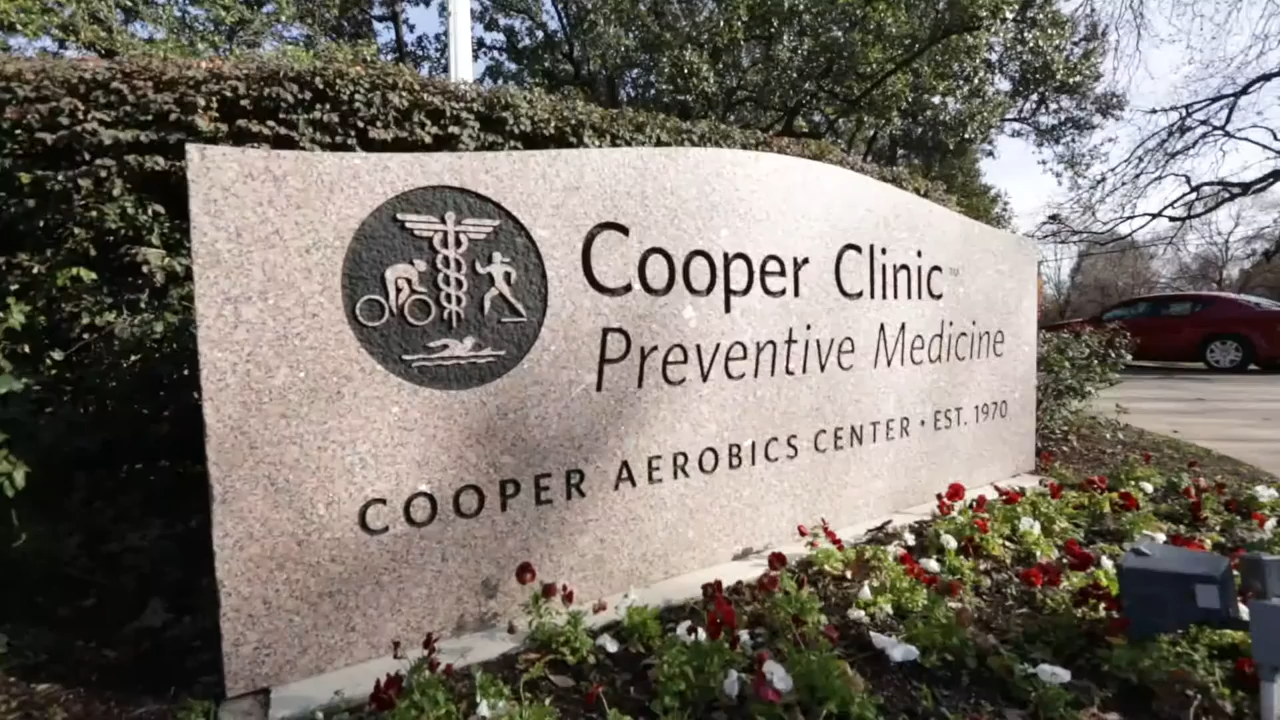 Cooper Clinic™
Preventive Medicine
COOPER AEROBICS CENTER • EST. 1970